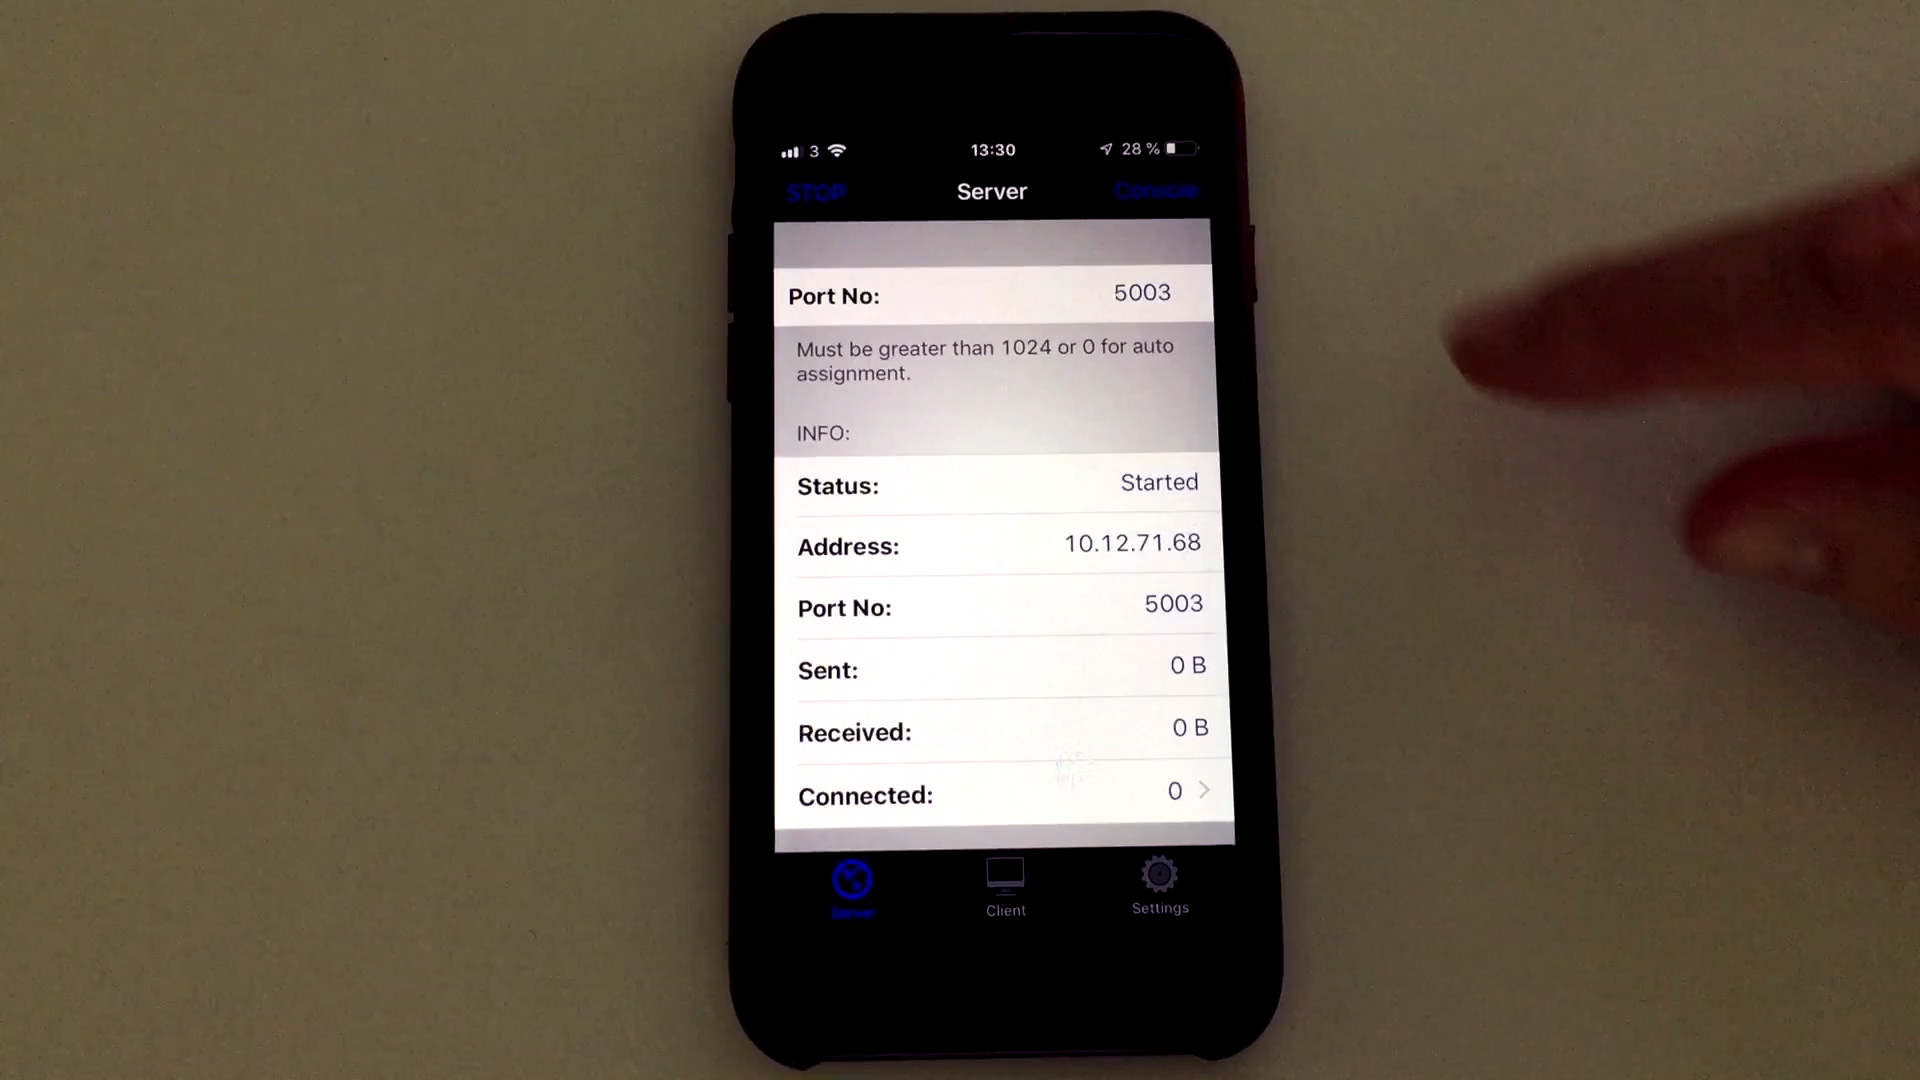 3 13:30 28 %
STOP Server Console
Port No: 5003
Must be greater than 1024 or 0 for auto
assignment.
INFO:
Status: Started
Address: 10.12.71.68
Port No: 5003
Sent: 0 B
Received: 0 B
Connected: 0
Server Client Settings